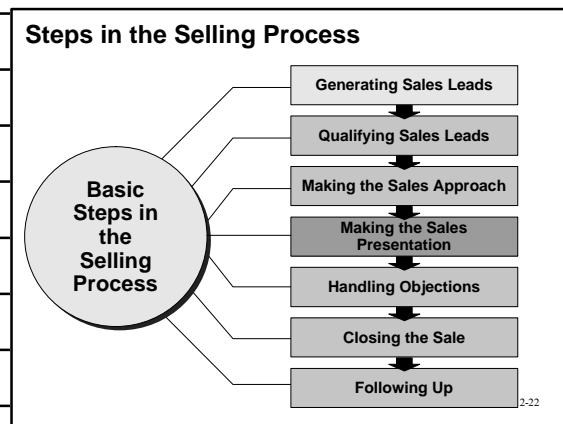 Steps in the Selling Process
Basic
Steps in
the
Selling
Process
Generating Sales Leads
Qualifying Sales Leads
Making the Sales Approach
Making the Sales
Presentation
Handling Objections
Closing the Sale
Following Up
2-22